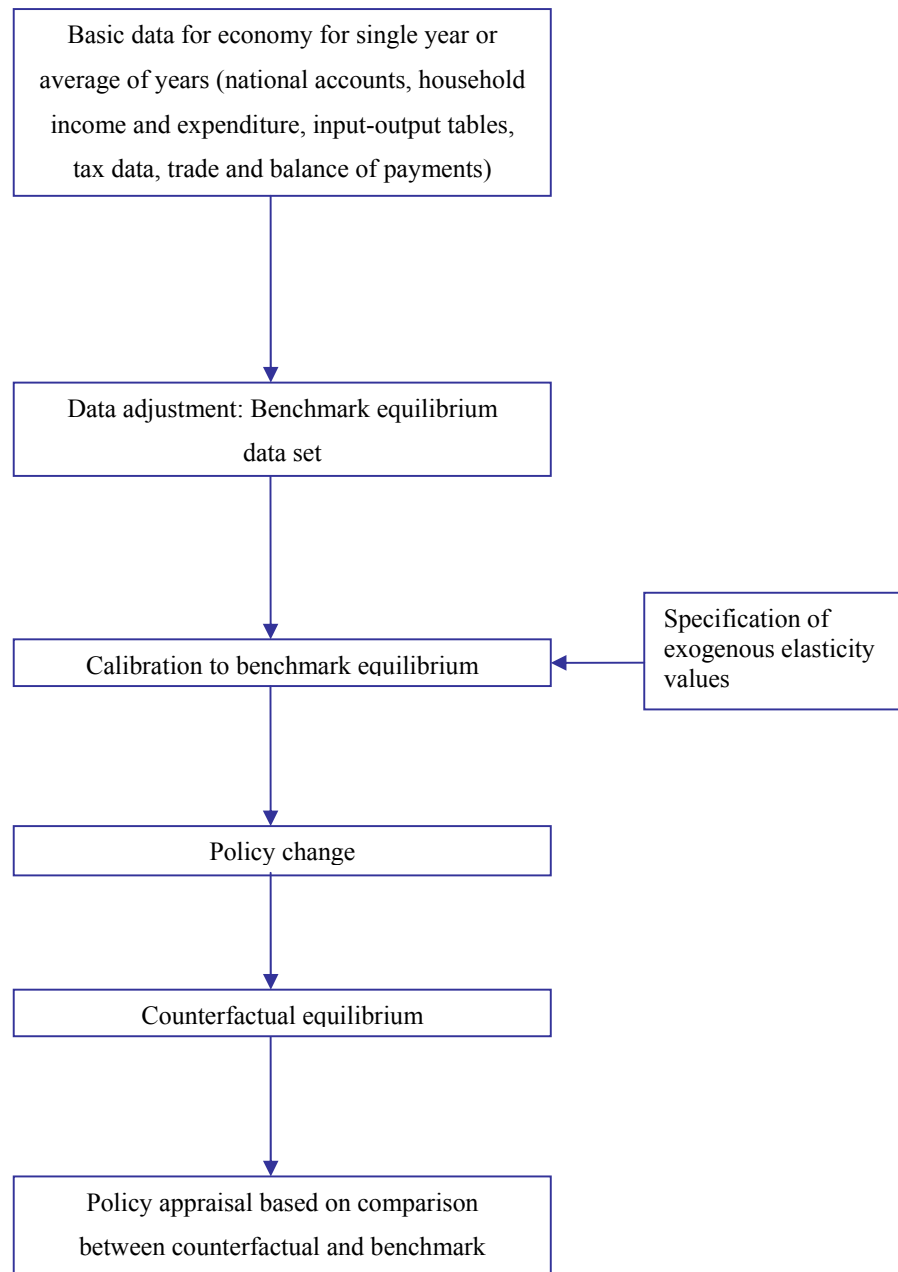 Basic data for economy for single year or
average of years (national accounts, household
income and expenditure, input-output tables,
tax data, trade and balance of payments)
Data adjustment: Benchmark equilibrium
data set
Specification of
exogenous elasticity
values
Calibration to benchmark equilibrium
Policy change
Counterfactual equilibrium
Policy appraisal based on comparison
between counterfactual and benchmark